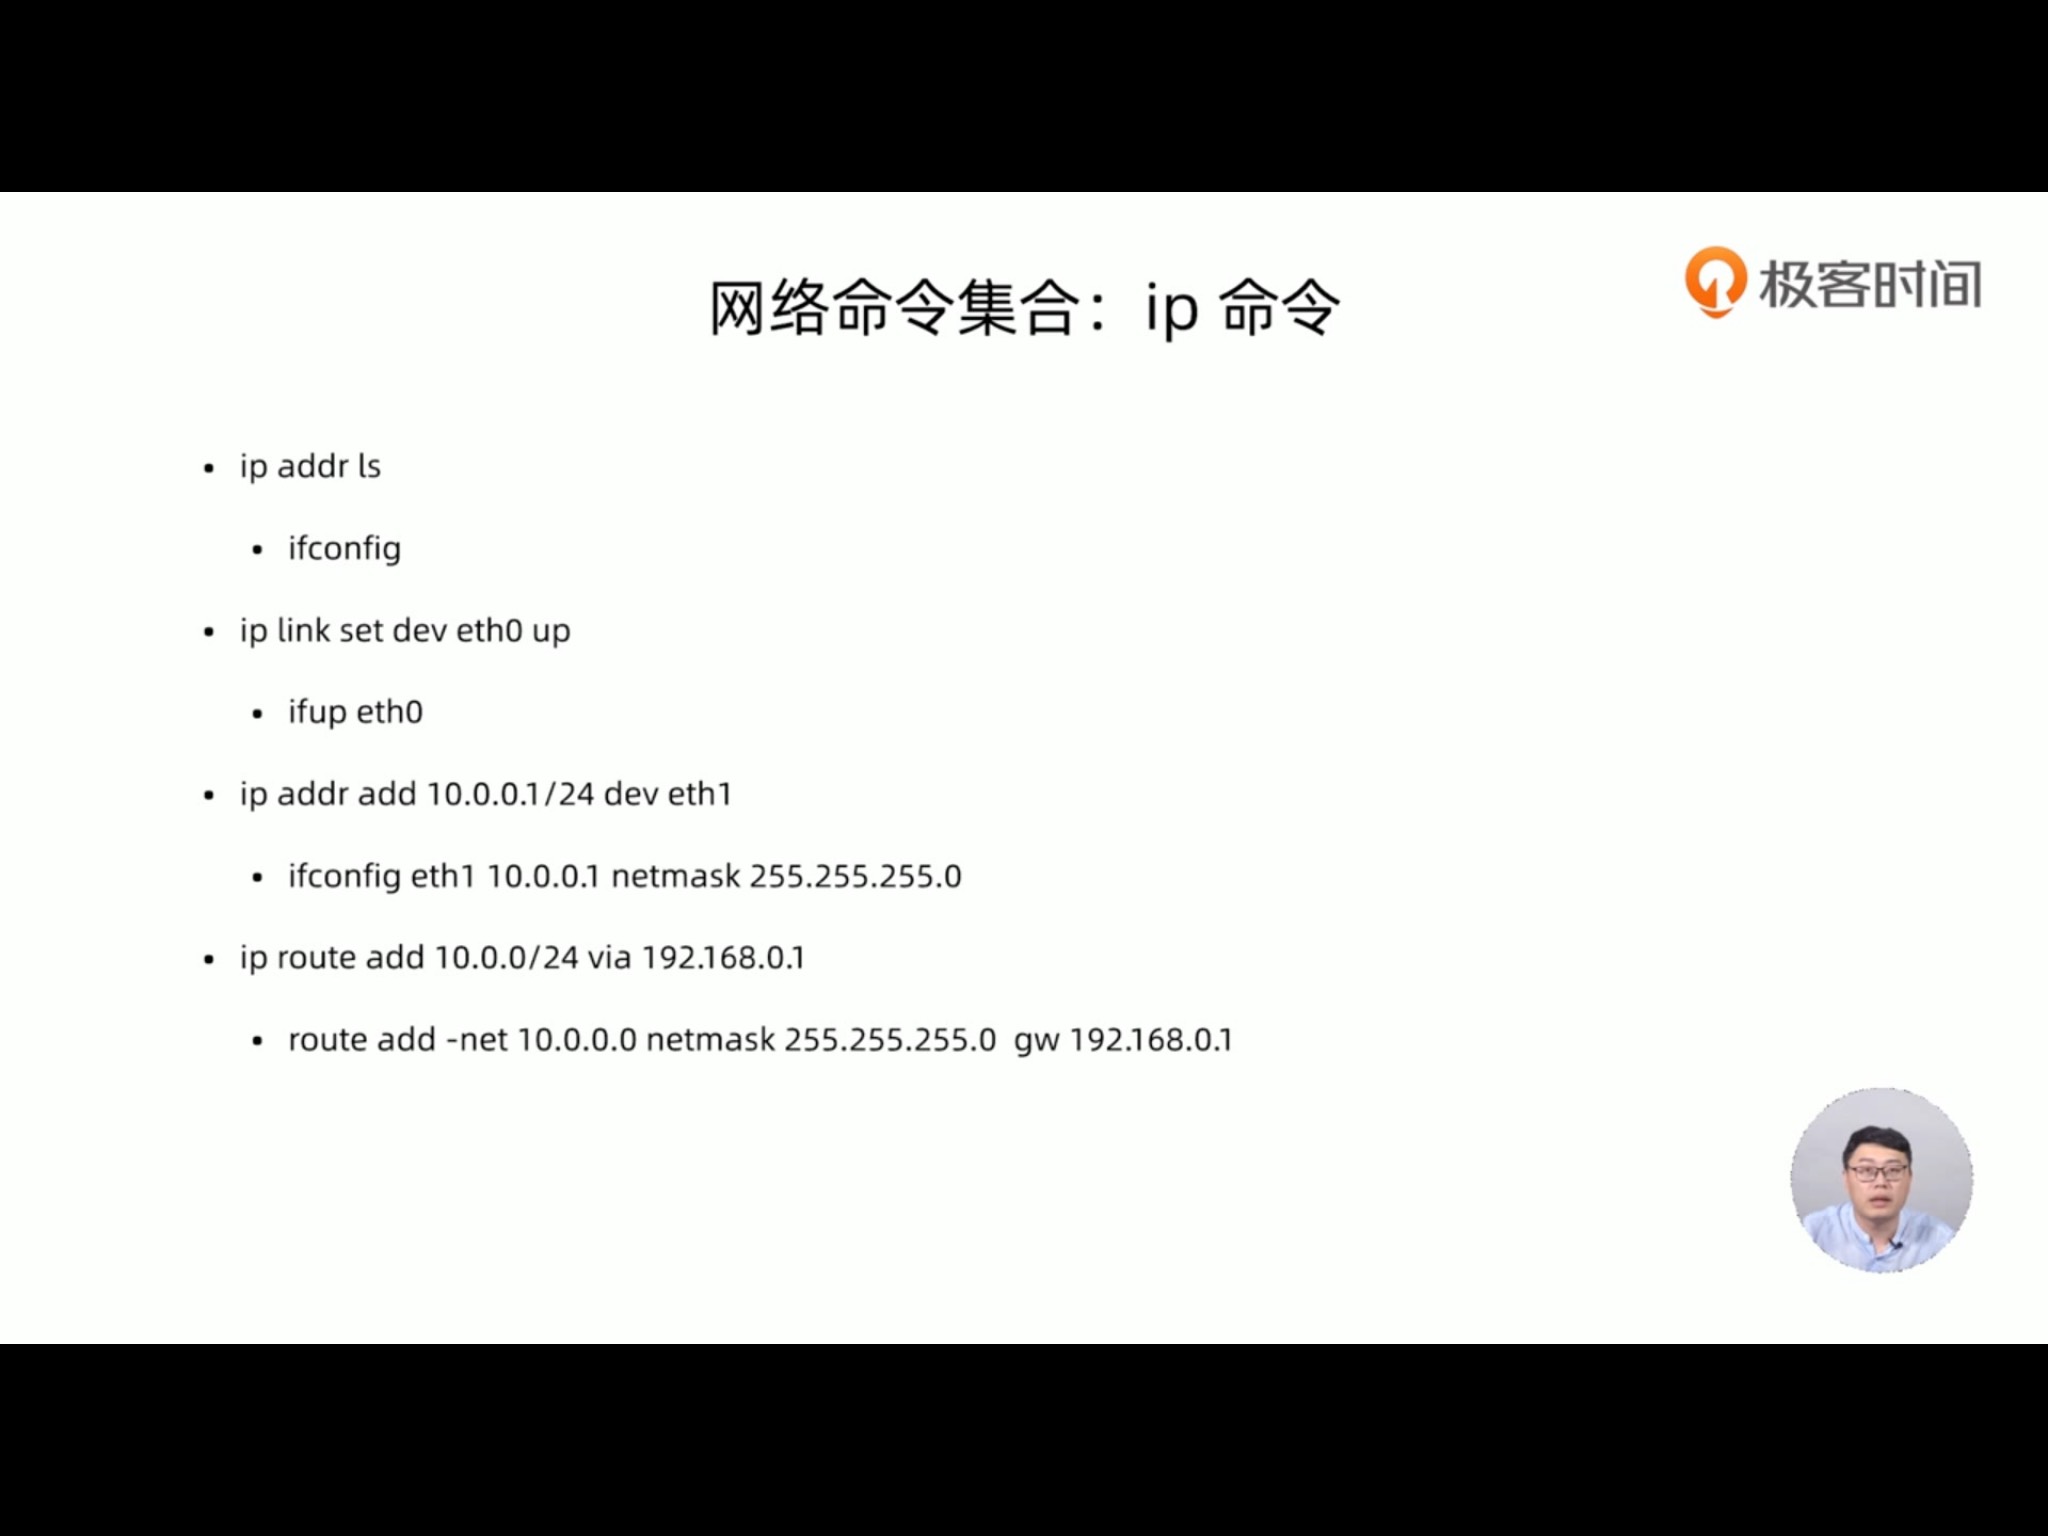 极客时间
网络命令集合：ip 命令
• ip addr ls
• ifconfig
• ip link set dev eth0 up
• ifup eth0
• ip addr add 10.0.0.1/24 dev eth1
• ifconfig eth1 10.0.0.1 netmask 255.255.255.0
• ip route add 10.0.0/24 via 192.168.0.1
• route add -net 10.0.0.0 netmask 255.255.255.0  gw 192.168.0.1